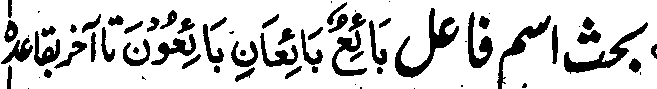 بحث اسم فاعل بَائِعٌ بَائِعَانِ بَائِعُوْنَ تا آخر بقاعدہ